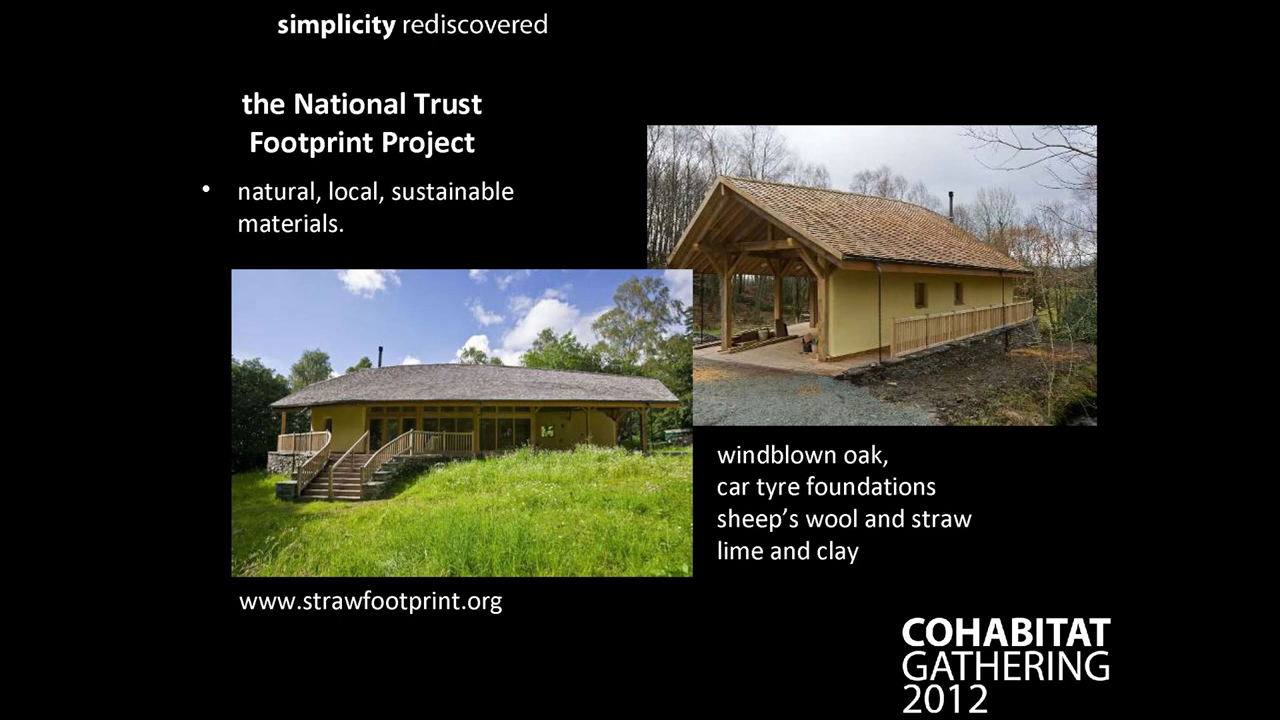 simplicity rediscovered
the National Trust
Footprint Project
• natural, local, sustainable
materials.
windblown oak,
car tyre foundations
sheep’s wool and straw
lime and clay
www.strawfootprint.org
COHABITAT
GATHERING
2012